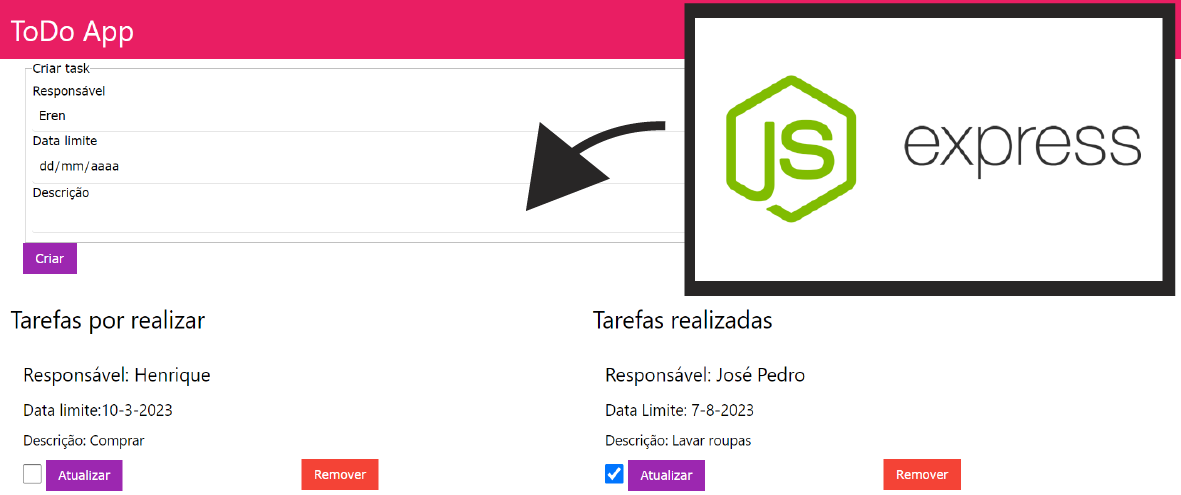 ToDo App
Criar task
Responsável
Eren
Data limite
dd/mm/aaaa
Descrição
Criar
JS express
Tarefas por realizar
Responsável: Henrique
Data limite:10-3-2023
Descrição: Comprar
Atualizar Remover
Tarefas realizadas
Responsável: José Pedro
Data Limite: 7-8-2023
Descrição: Lavar roupas
Atualizar Remover